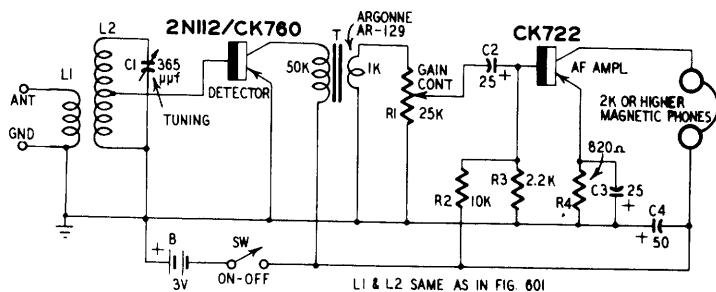 L2
2N112/CK760
T
ARGONNE
AR-129
CK722
L1
C1
365
µµf
50K
1K
GAIN
CONT
C2
25
+
AF AMPL
ANT
TUNING
DETECTOR
R1
25K
2K OR HIGHER
MAGNETIC PHONES
GND
820Ω
R2
10K
R3
2.2K
R4
C3
25
+
C4
+
50
+
B
3V
SW
ON-OFF
L1 & L2 SAME AS IN FIG. 601